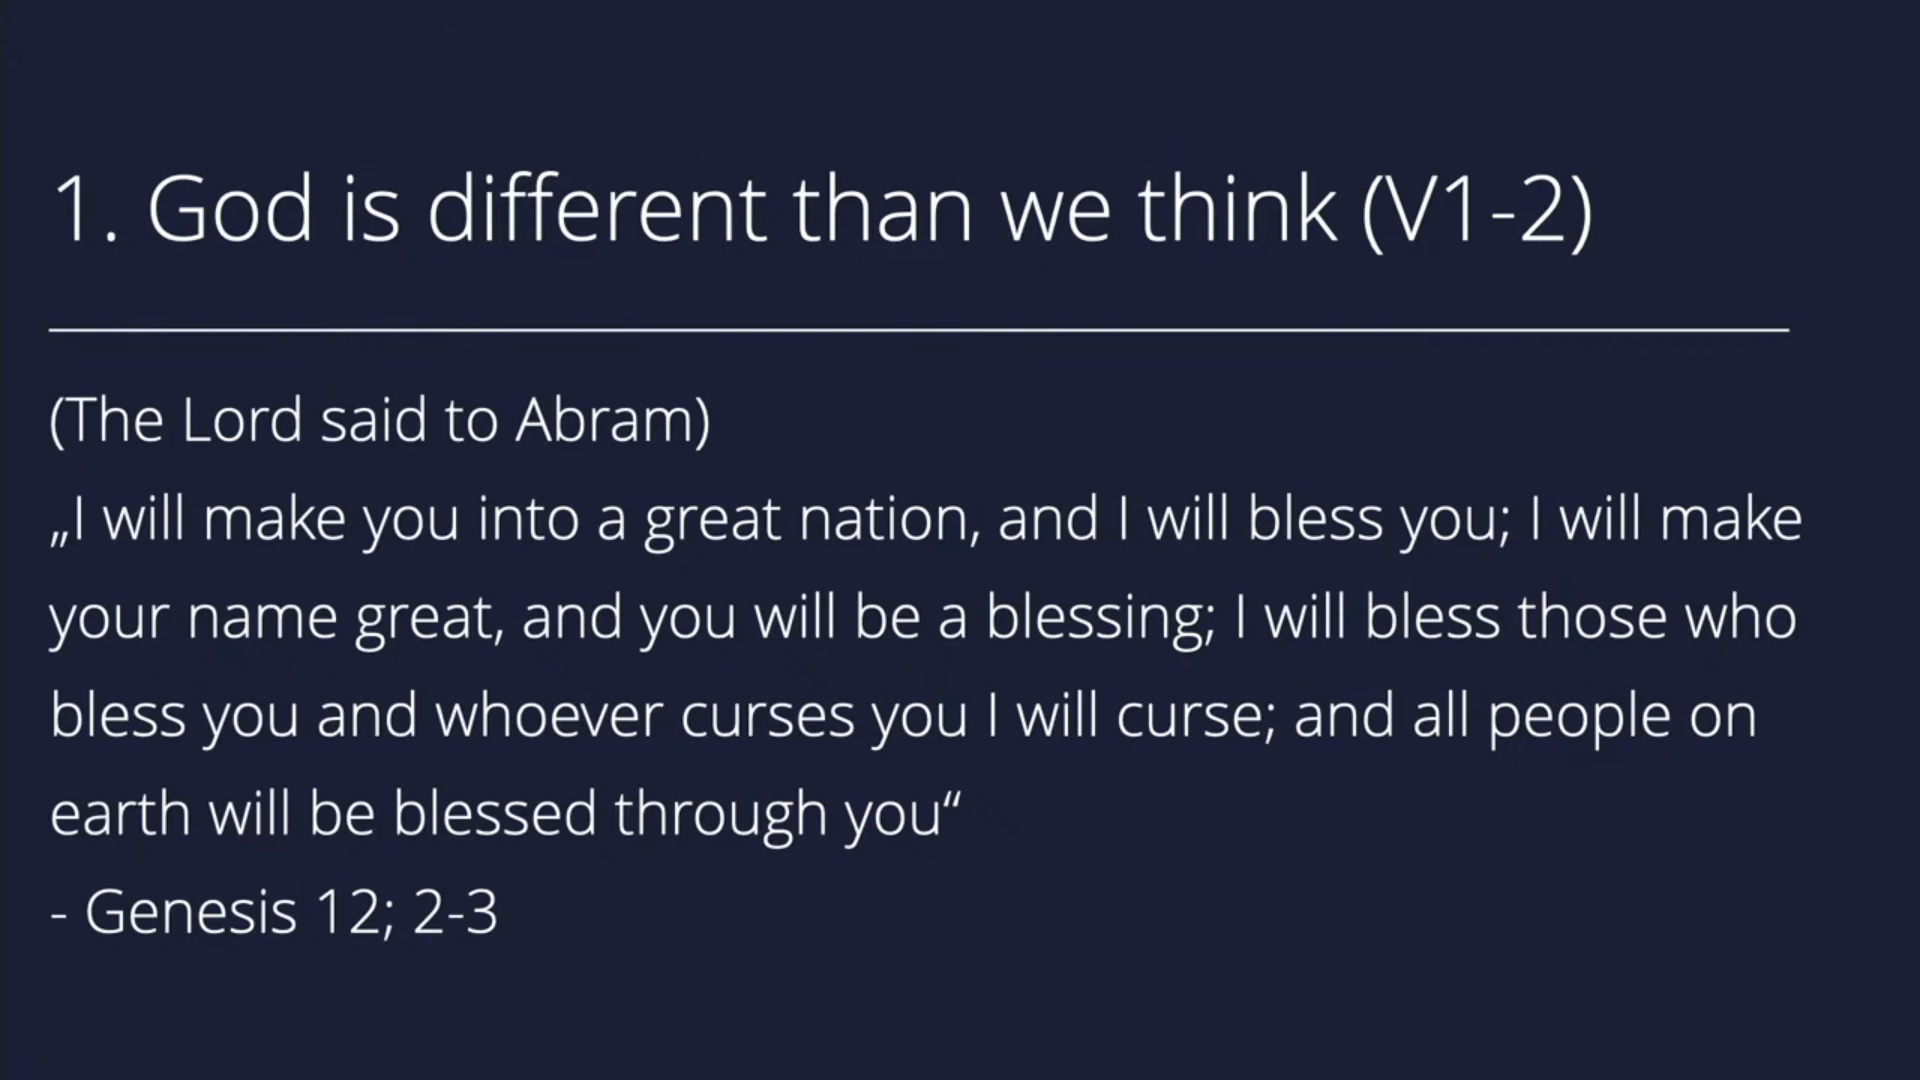 1. God is different than we think (V1-2)
(The Lord said to Abram)
„I will make you into a great nation, and I will bless you; I will make
your name great, and you will be a blessing; I will bless those who
bless you and whoever curses you I will curse; and all people on
earth will be blessed through you“
- Genesis 12; 2-3